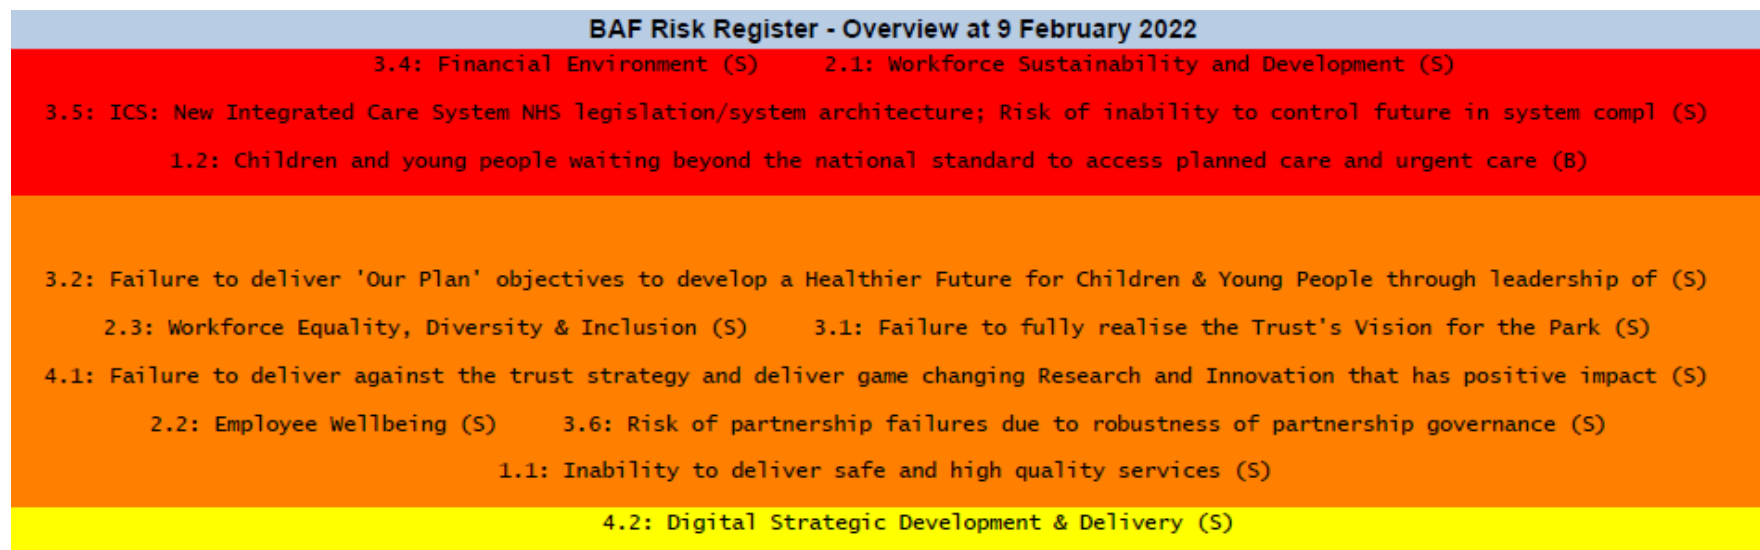 BAF Risk Register - Overview at 9 February 2022
3.4: Financial Environment (S) 2.1: Workforce Sustainability and Development (S)
3.5: ICS: New Integrated Care System NHS legislation/system architecture; Risk of inability to control future in system compl (S)
1.2: Children and young people waiting beyond the national standard to access planned care and urgent care (B)
3.2: Failure to deliver 'Our Plan' objectives to develop a Healthier Future for Children & Young People through leadership of (S)
2.3: Workforce Equality, Diversity & Inclusion (S) 3.1: Failure to fully realise the Trust's Vision for the Park (S)
4.1: Failure to deliver against the trust strategy and deliver game changing Research and Innovation that has positive impact (S)
2.2: Employee Wellbeing (S) 3.6: Risk of partnership failures due to robustness of partnership governance (S)
1.1: Inability to deliver safe and high quality services (S)
4.2: Digital Strategic Development & Delivery (S)